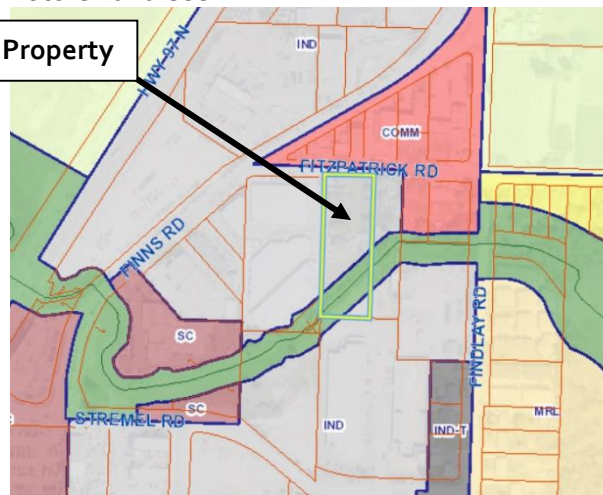 Property
HWY 97 N
IND
COMM
FITZPATRICK RD
FINNS RD
SC
FINDLAY RD
SC
STREMEL RD
IND
IND-T
MRL